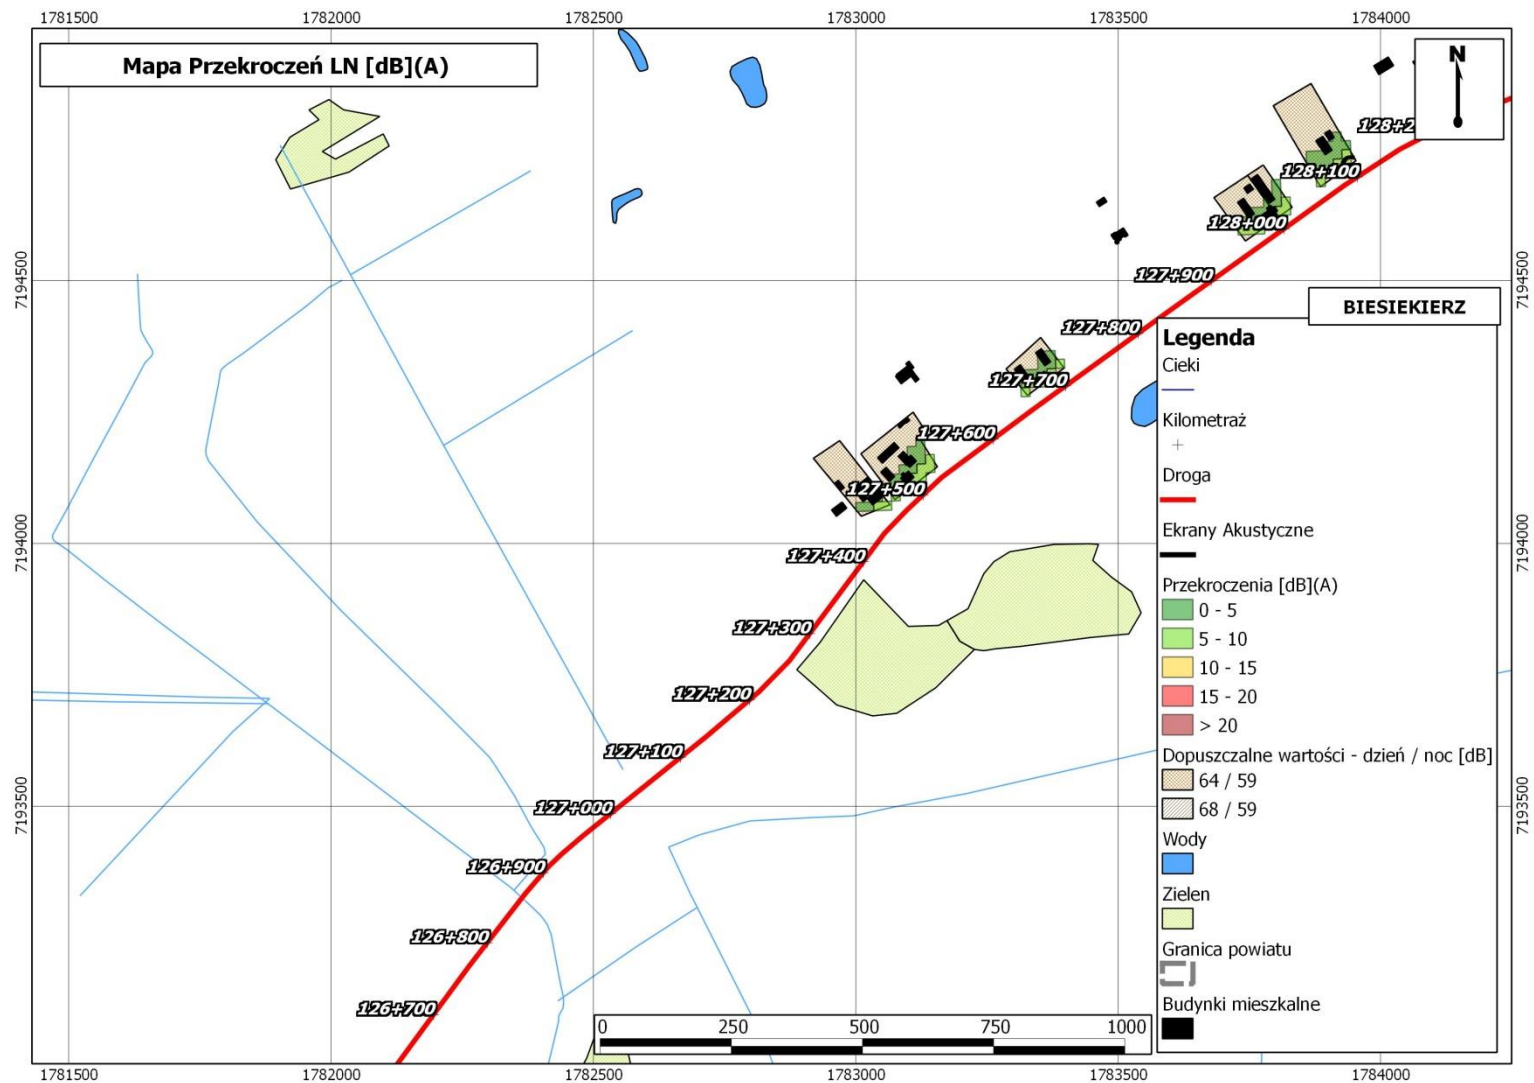 1781500 1782000 1782500 1783000 1783500 1784000
Mapa Przekroczeń LN [dB](A)
N
128+2
128+100
128+000
127+900
7194500 7194500
BIESIEKIERZ
127+800
127+700
127+600
127+500
127+400
7194000 7194000
127+300
127+200
127+100
127+000
7193500 7193500
126+900
126+800
126+700
Legenda
Cieki
Kilometraż
Droga
Ekrany Akustyczne
Przekroczenia [dB](A)
0 - 5
5 - 10
10 - 15
15 - 20
> 20
Dopuszczalne wartości - dzień / noc [dB]
64 / 59
68 / 59
Wody
Zielen
Granica powiatu
Budynki mieszkalne
0 250 500 750 1000
1781500 1782000 1782500 1783000 1783500 1784000